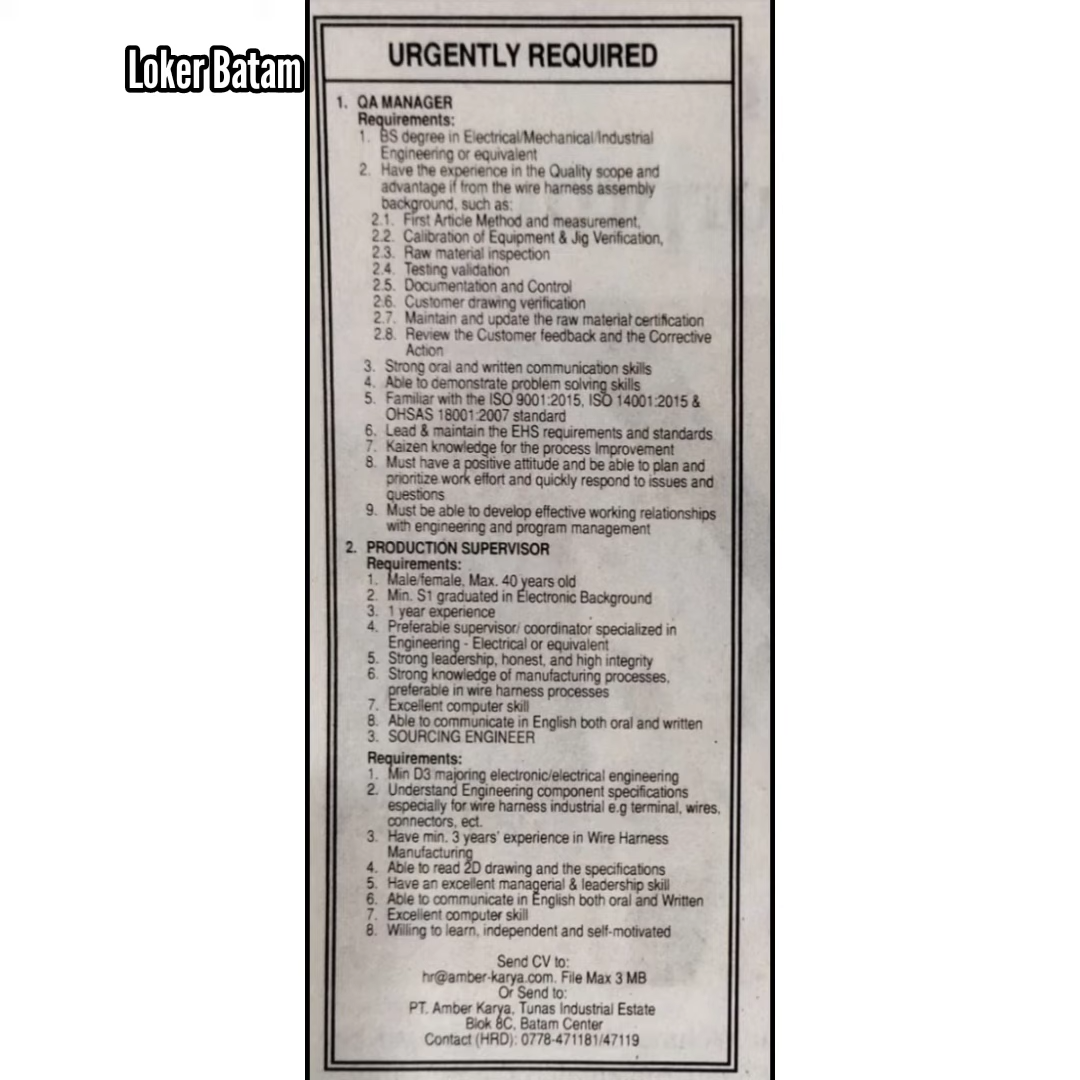 Loker Batam
URGENTLY REQUIRED
1. QA MANAGER
Requirements:
1. BS degree in Electrical/Mechanical/Industrial
Engineering or equivalent
2. Have the experience in the Quality scope and
advantage if from the wire harness assembly
background, such as:
2.1. First Article Method and measurement,
2.2. Calibration of Equipment & Jig Verification,
2.3. Raw material inspection
2.4. Testing validation
2.5. Documentation and Control
2.6. Customer drawing verification
2.7. Maintain and update the raw material certification
2.8. Review the Customer feedback and the Corrective
Action
3. Strong oral and written communication skills
4. Able to demonstrate problem solving skills
5. Familiar with the ISO 9001:2015, ISO 14001:2015 &
OHSAS 18001:2007 standard
6. Lead & maintain the EHS requirements and standards
7. Kaizen knowledge for the process Improvement
8. Must have a positive attitude and be able to plan and
prioritize work effort and quickly respond to issues and
questions
9. Must be able to develop effective working relationships
with engineering and program management
2. PRODUCTION SUPERVISOR
Requirements:
1. Male/female, Max. 40 years old
2. Min. S1 graduated in Electronic Background
3. 1 year experience
4. Preferable supervisor/ coordinator specialized in
Engineering - Electrical or equivalent
5. Strong leadership, honest, and high integrity
6. Strong knowledge of manufacturing processes,
preferable in wire harness processes
7. Excellent computer skill
8. Able to communicate in English both oral and written
3. SOURCING ENGINEER
Requirements:
1. Min D3 majoring electronic/electrical engineering
2. Understand Engineering component specifications
especially for wire harness industrial e.g terminal, wires,
connectors, ect.
3. Have min. 3 years' experience in Wire Harness
Manufacturing
4. Able to read 2D drawing and the specifications
5. Have an excellent managerial & leadership skill
6. Able to communicate in English both oral and Written
7. Excellent computer skill
8. Willing to learn, independent and self-motivated
Send CV to:
hr@amber-karya.com. File Max 3 MB
Or Send to:
PT. Amber Karya, Tunas Industrial Estate
Blok 8C, Batam Center
Contact (HRD): 0778-471181/47119